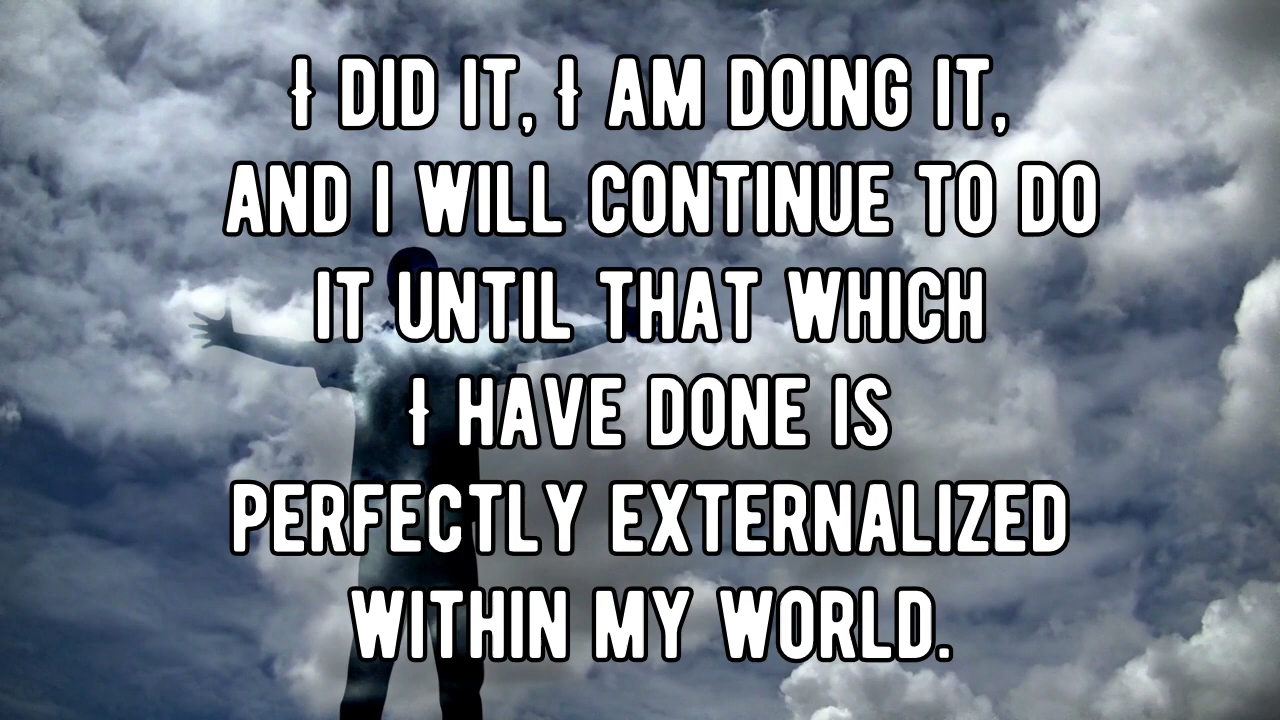 I DID IT, I AM DOING IT,
AND I WILL CONTINUE TO DO
IT UNTIL THAT WHICH
I HAVE DONE IS
PERFECTLY EXTERNALIZED
WITHIN MY WORLD.